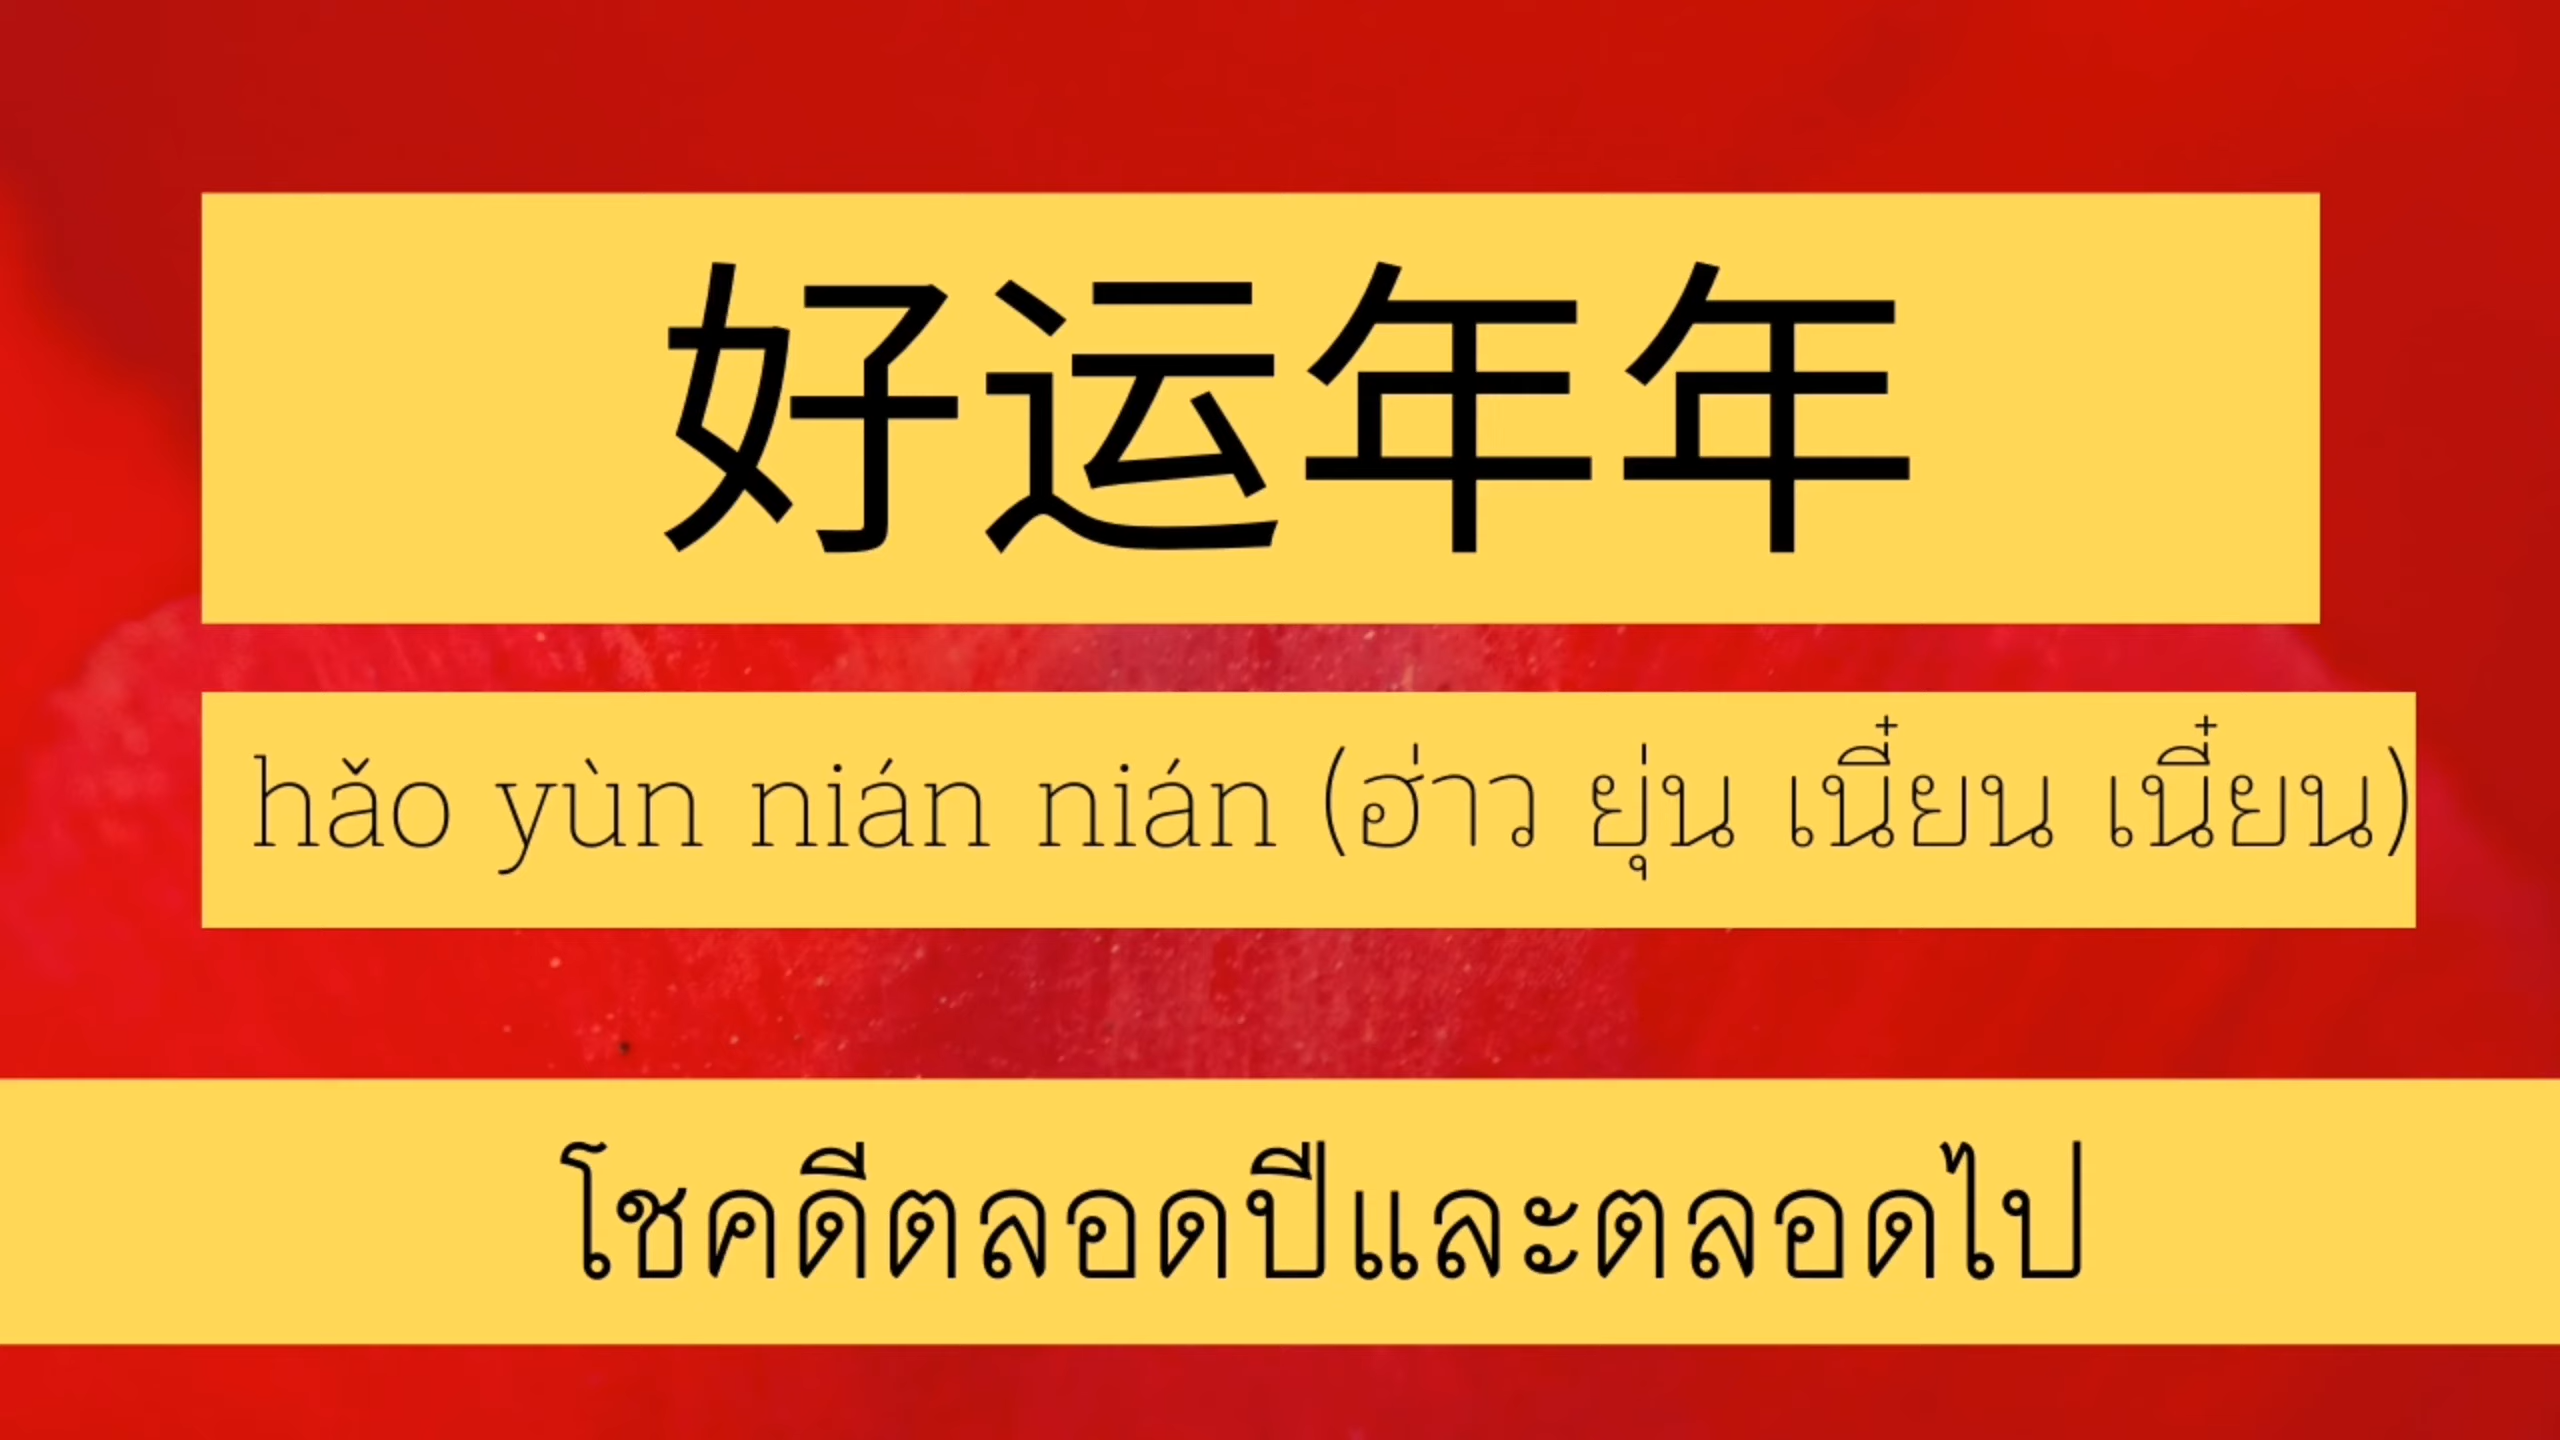 好运年年
hǎo yùn nián nián (ฮ่าว ยุ่น เนี๋ยน เนี๋ยน)
โชคดีตลอดปีและตลอดไป